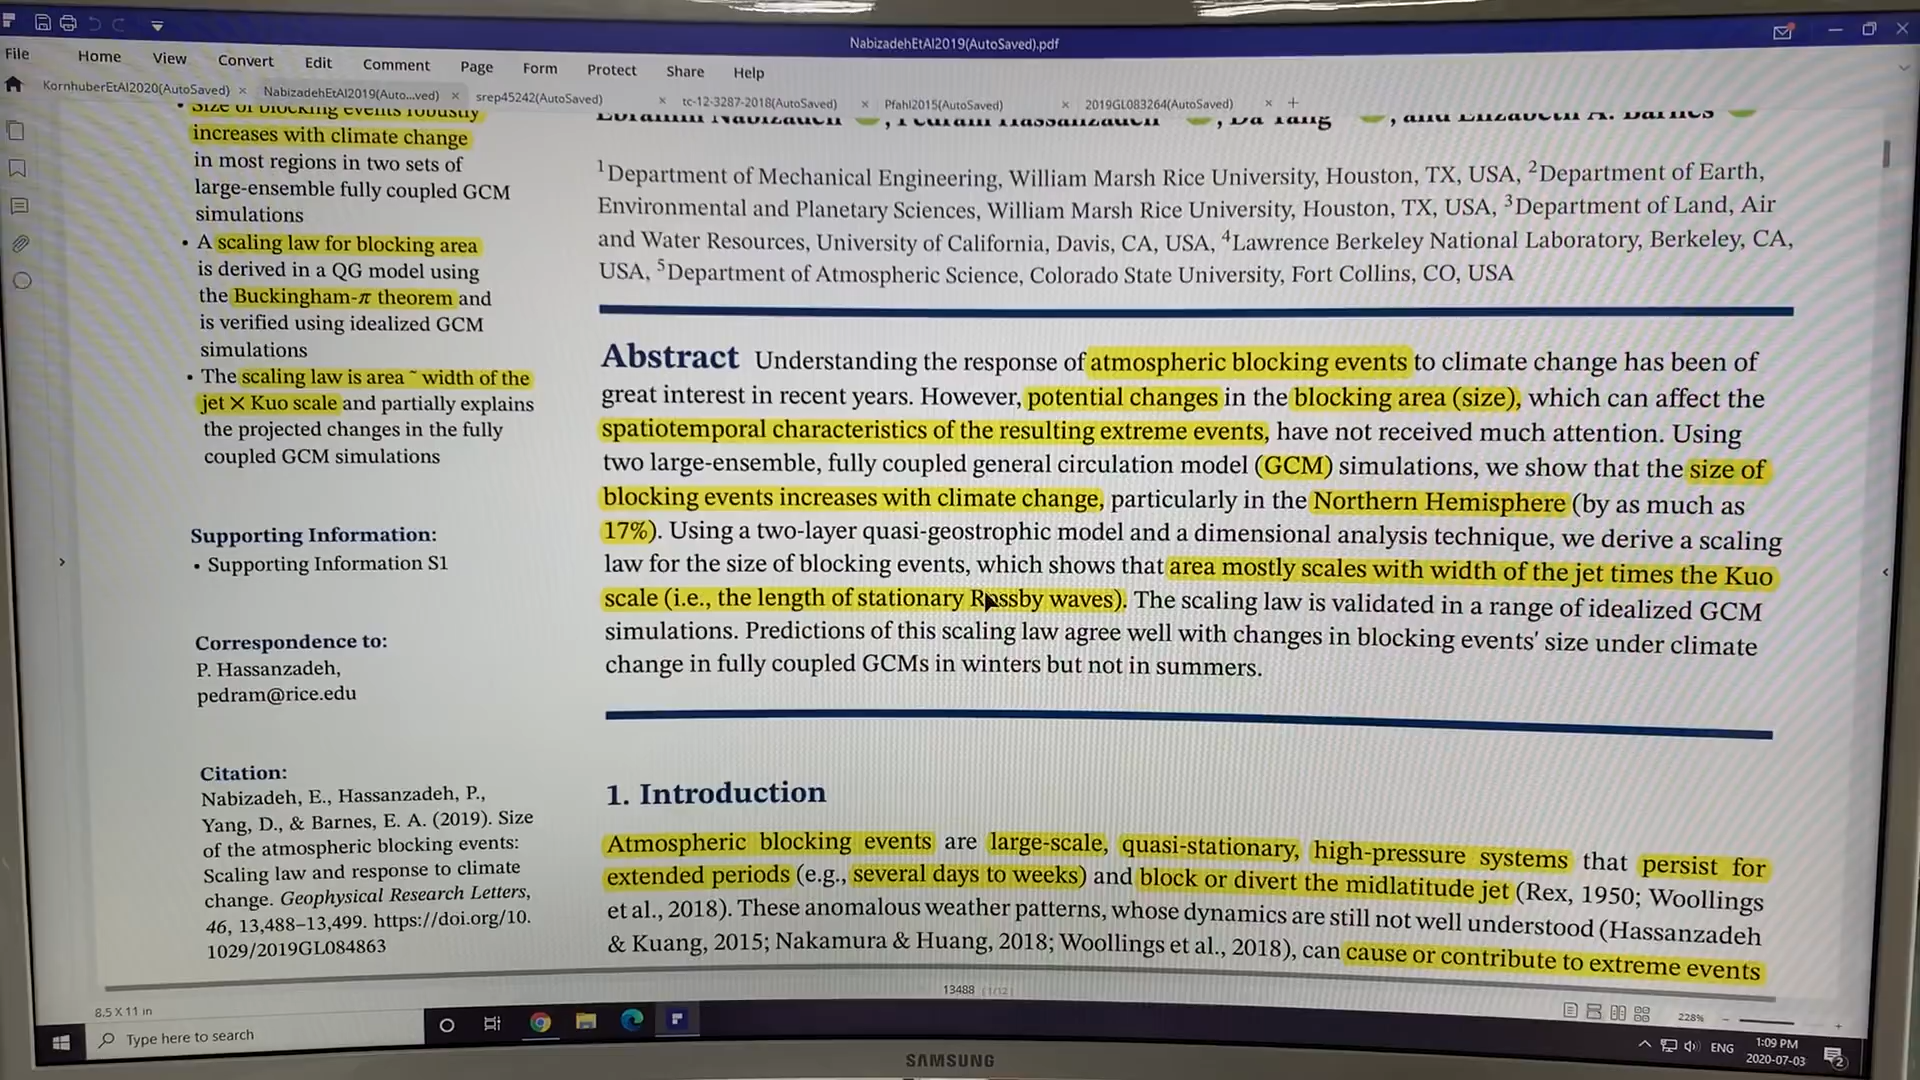 NabizadehEtAl2019(AutoSaved).pdf
File Home View Convert Edit Comment Page Form Protect Share Help
KornhuberEtAl2020(AutoSaved) × NabizadehEtAl2019(Auto...ved) × srep45242(AutoSaved) × tc-12-3287-2018(AutoSaved) × Pfahl2015(AutoSaved) × 2019GL083264(AutoSaved) × +
• Size of blocking events robustly
increases with climate change
in most regions in two sets of
large-ensemble fully coupled GCM
simulations
• A scaling law for blocking area
is derived in a QG model using
the Buckingham-π theorem and
is verified using idealized GCM
simulations
• The scaling law is area ~ width of the
jet × Kuo scale and partially explains
the projected changes in the fully
coupled GCM simulations
Supporting Information:
• Supporting Information S1
Correspondence to:
P. Hassanzadeh,
pedram@rice.edu
Citation:
Nabizadeh, E., Hassanzadeh, P.,
Yang, D., & Barnes, E. A. (2019). Size
of the atmospheric blocking events:
Scaling law and response to climate
change. Geophysical Research Letters,
46, 13,488–13,499. https://doi.org/10.
1029/2019GL084863
Ebrahim Nabizadeh, Pedram Hassanzadeh, Da Yang, and Elizabeth A. Barnes
1Department of Mechanical Engineering, William Marsh Rice University, Houston, TX, USA, 2Department of Earth,
Environmental and Planetary Sciences, William Marsh Rice University, Houston, TX, USA, 3Department of Land, Air
and Water Resources, University of California, Davis, CA, USA, 4Lawrence Berkeley National Laboratory, Berkeley, CA,
USA, 5Department of Atmospheric Science, Colorado State University, Fort Collins, CO, USA
Abstract Understanding the response of atmospheric blocking events to climate change has been of
great interest in recent years. However, potential changes in the blocking area (size), which can affect the
spatiotemporal characteristics of the resulting extreme events, have not received much attention. Using
two large-ensemble, fully coupled general circulation model (GCM) simulations, we show that the size of
blocking events increases with climate change, particularly in the Northern Hemisphere (by as much as
17%). Using a two-layer quasi-geostrophic model and a dimensional analysis technique, we derive a scaling
law for the size of blocking events, which shows that area mostly scales with width of the jet times the Kuo
scale (i.e., the length of stationary Rossby waves). The scaling law is validated in a range of idealized GCM
simulations. Predictions of this scaling law agree well with changes in blocking events' size under climate
change in fully coupled GCMs in winters but not in summers.
1. Introduction
Atmospheric blocking events are large-scale, quasi-stationary, high-pressure systems that persist for
extended periods (e.g., several days to weeks) and block or divert the midlatitude jet (Rex, 1950; Woollings
et al., 2018). These anomalous weather patterns, whose dynamics are still not well understood (Hassanzadeh
& Kuang, 2015; Nakamura & Huang, 2018; Woollings et al., 2018), can cause or contribute to extreme events
13488 (1/12)
8.5 X 11 in
228%
Type here to search
ENG
1:09 PM
2020-07-03
2
SAMSUNG